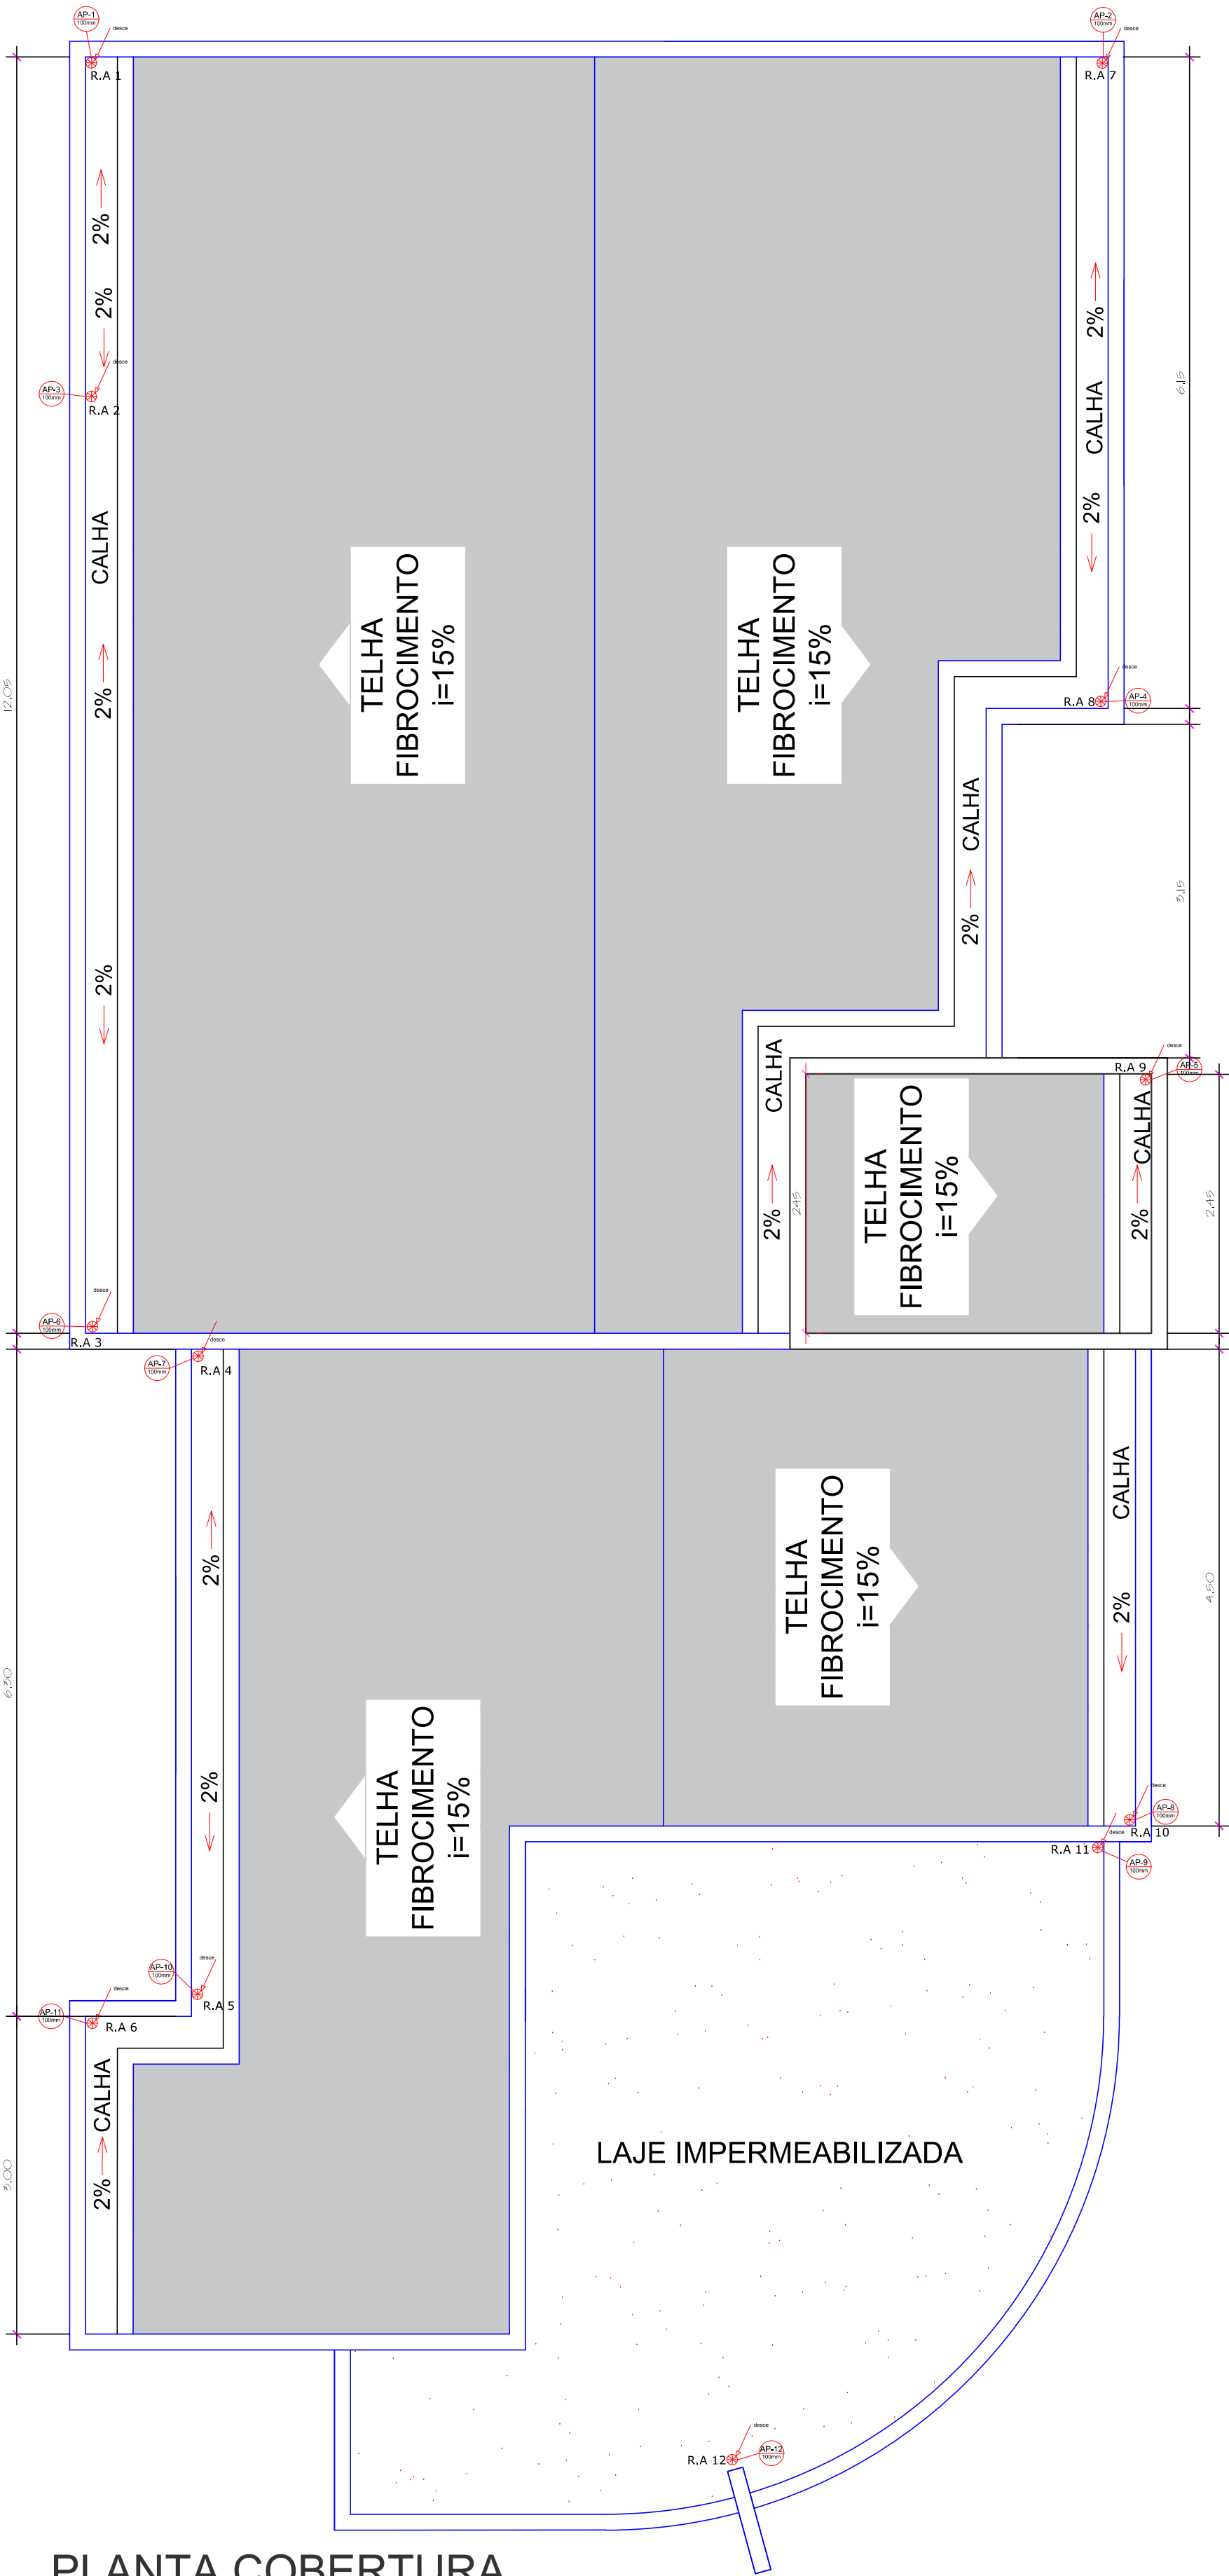 AP-1
100mm
desce
R.A 1
AP-2
100mm
desce
R.A 7
2%
2%
2%
6.15
AP-3
100mm
desce
R.A 2
CALHA
CALHA
2%
TELHA
FIBROCIMENTO
i=15%
TELHA
FIBROCIMENTO
i=15%
12.05
2%
desce
R.A 8
AP-4
100mm
CALHA
2%
3.15
2%
CALHA
2%
R.A 9
desce
AP-5
100mm
TELHA
FIBROCIMENTO
i=15%
CALHA
2%
245
2.45
desce
AP-6
100mm
R.A 3
desce
AP-7
100mm
R.A 4
2%
TELHA
FIBROCIMENTO
i=15%
CALHA
2%
4.50
6.30
2%
TELHA
FIBROCIMENTO
i=15%
desce
AP-8
100mm
R.A 10
desce
R.A 11
AP-9
100mm
desce
AP-10
100mm
R.A 5
desce
AP-11
100mm
R.A 6
CALHA
2%
3.00
LAJE IMPERMEABILIZADA
desce
R.A 12
AP-12
100mm
PLANTA COBERTURA